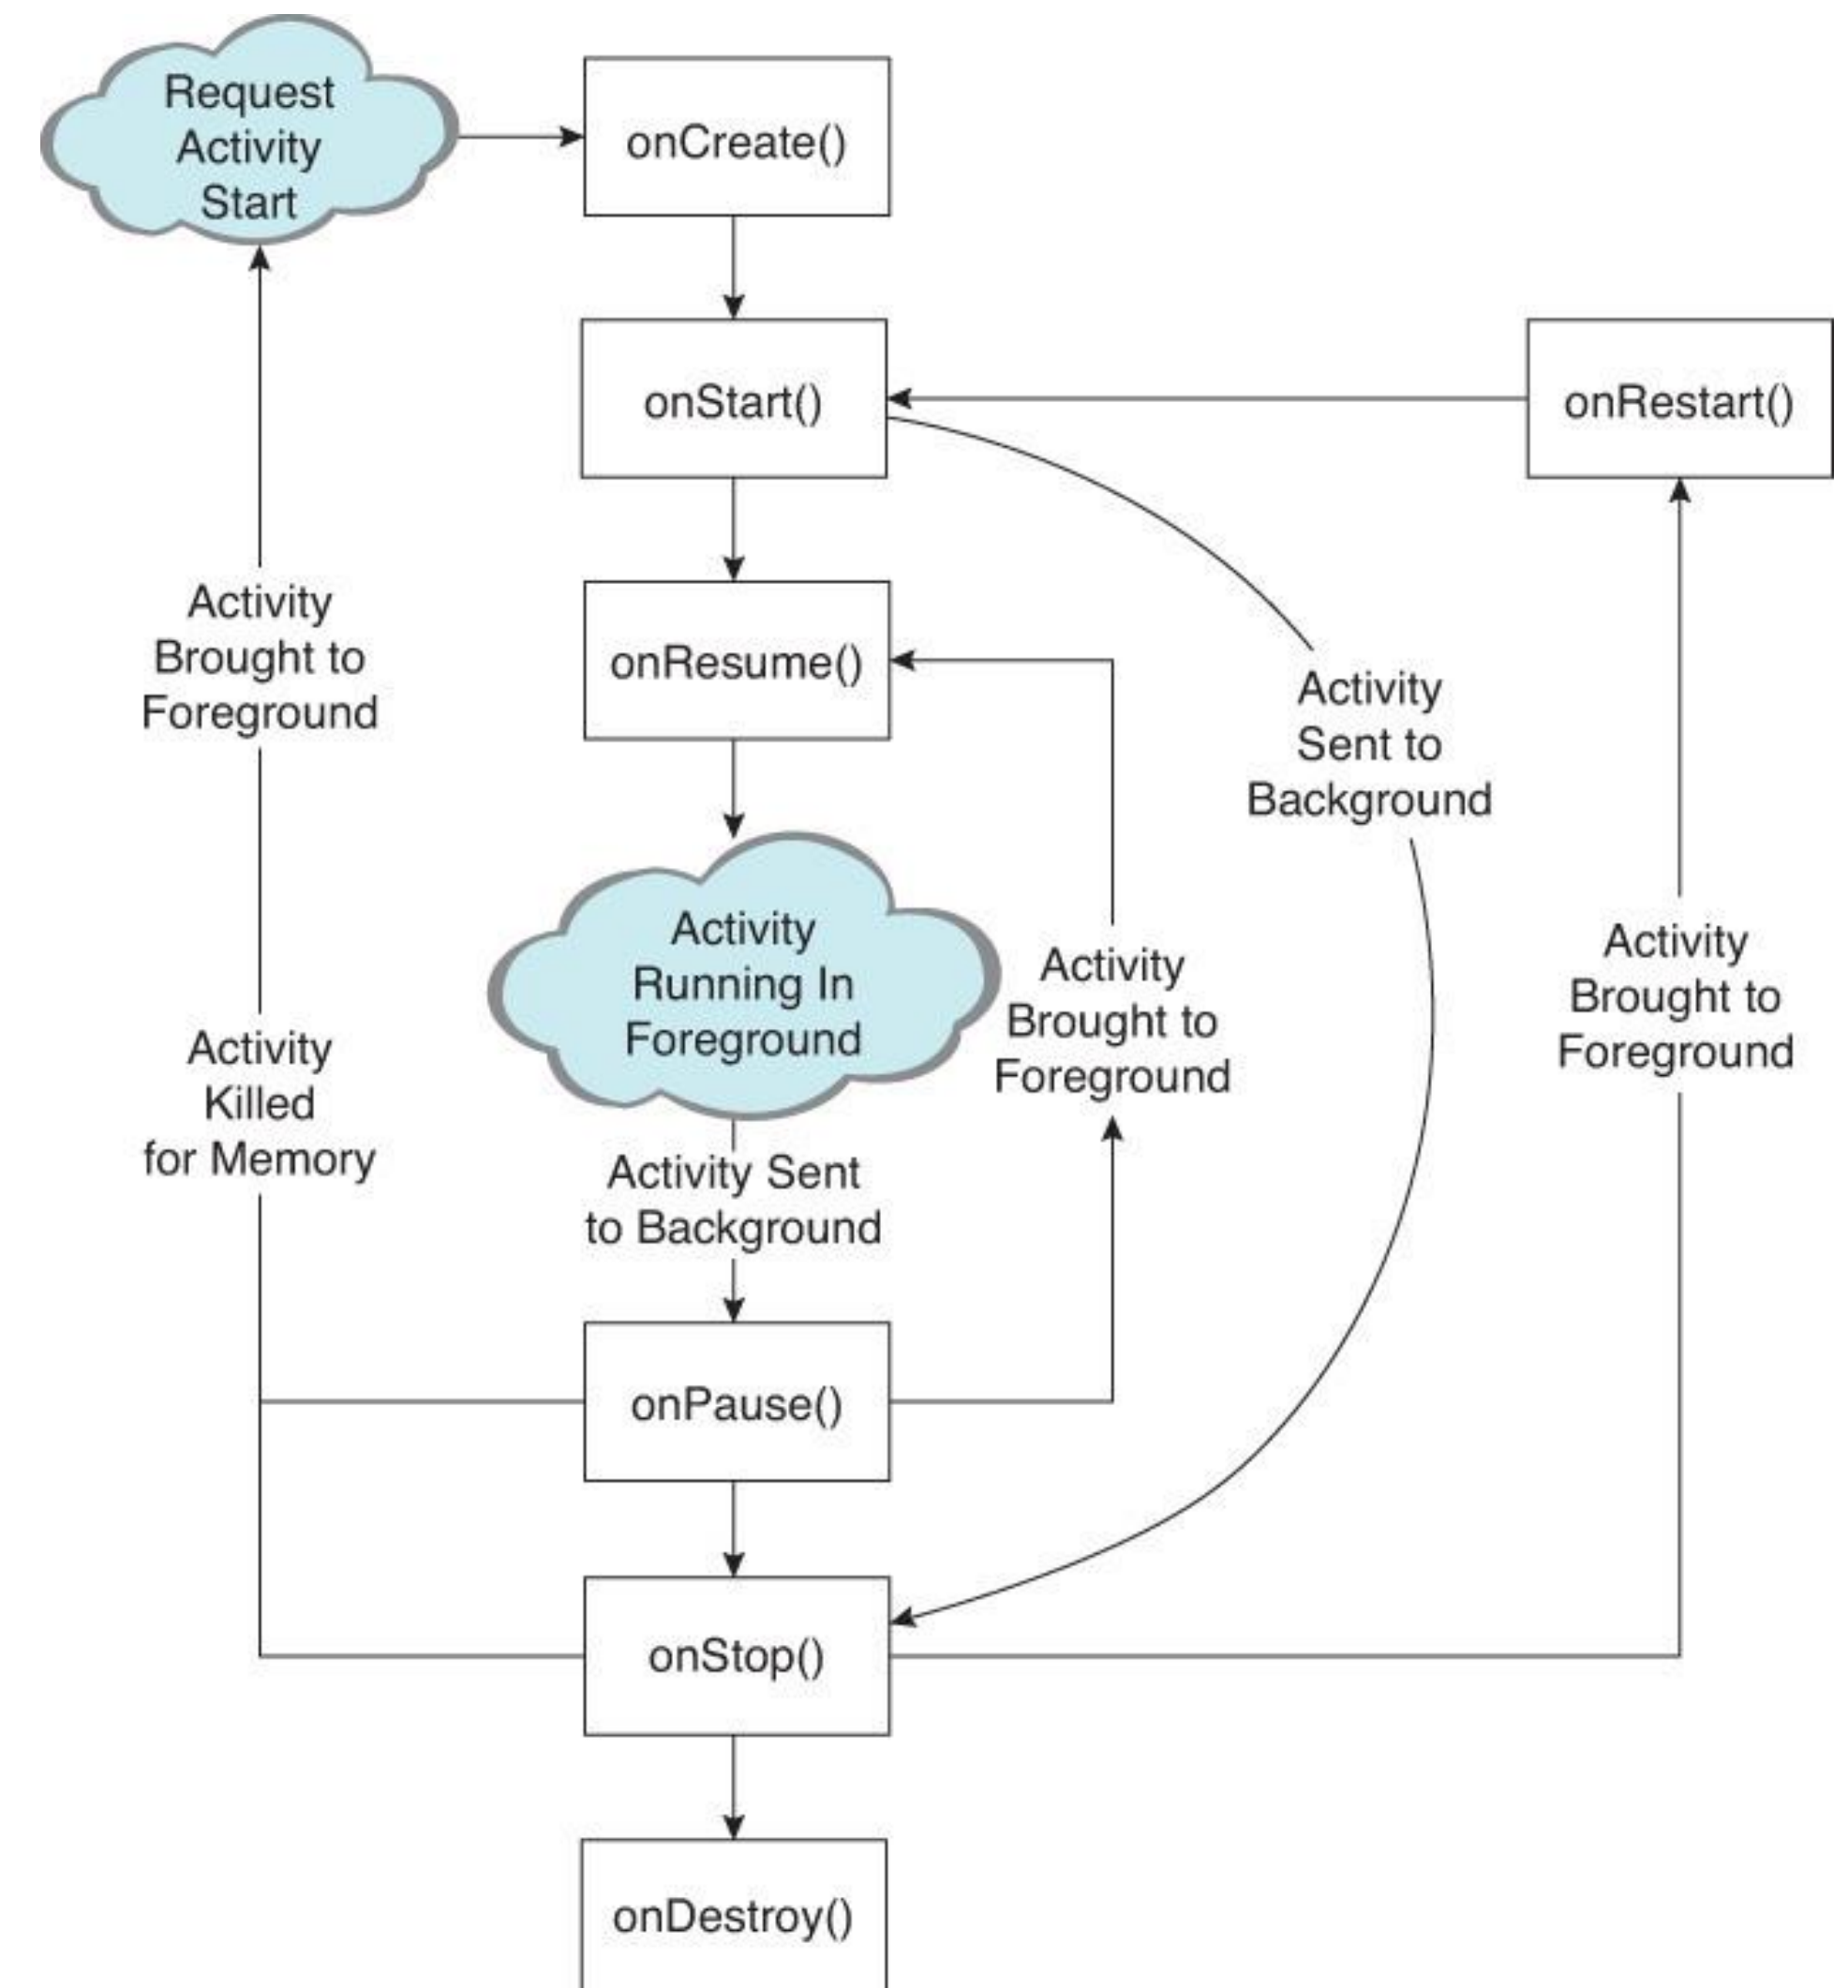 Request
Activity
Start
onCreate()
onStart()
onRestart()
onResume()
Activity
Brought to
Foreground
Activity
Sent to
Background
Activity
Running In
Foreground
Activity
Brought to
Foreground
Activity
Brought to
Foreground
Activity
Killed
for Memory
Activity Sent
to Background
onPause()
onStop()
onDestroy()